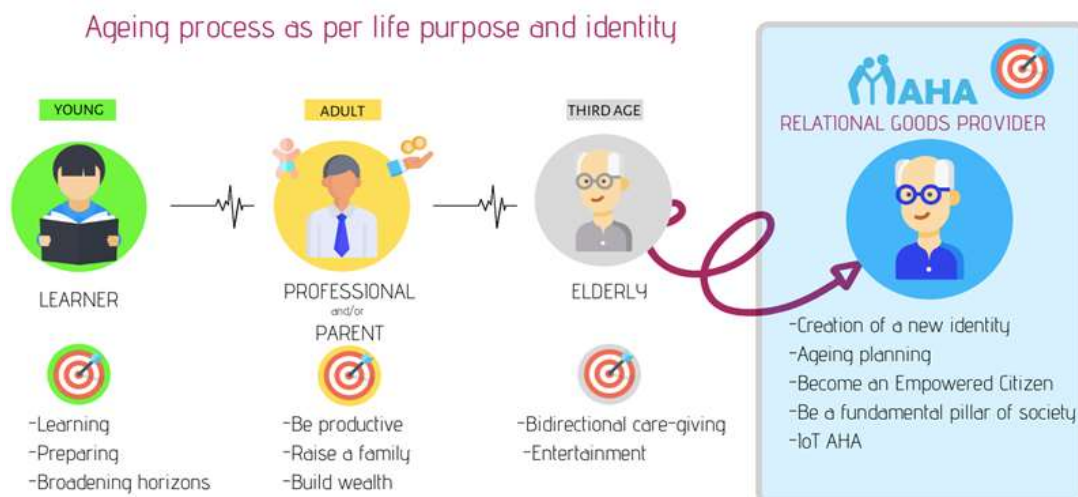 Ageing process as per life purpose and identity
YOUNG
LEARNER
-Learning
-Preparing
-Broadening horizons
ADULT
PROFESSIONAL
and/or
PARENT
-Be productive
-Raise a family
-Build wealth
THIRD AGE
ELDERLY
-Bidirectional care-giving
-Entertainment
AHA
RELATIONAL GOODS PROVIDER
-Creation of a new identity
-Ageing planning
-Become an Empowered Citizen
-Be a fundamental pillar of society
-IoT AHA